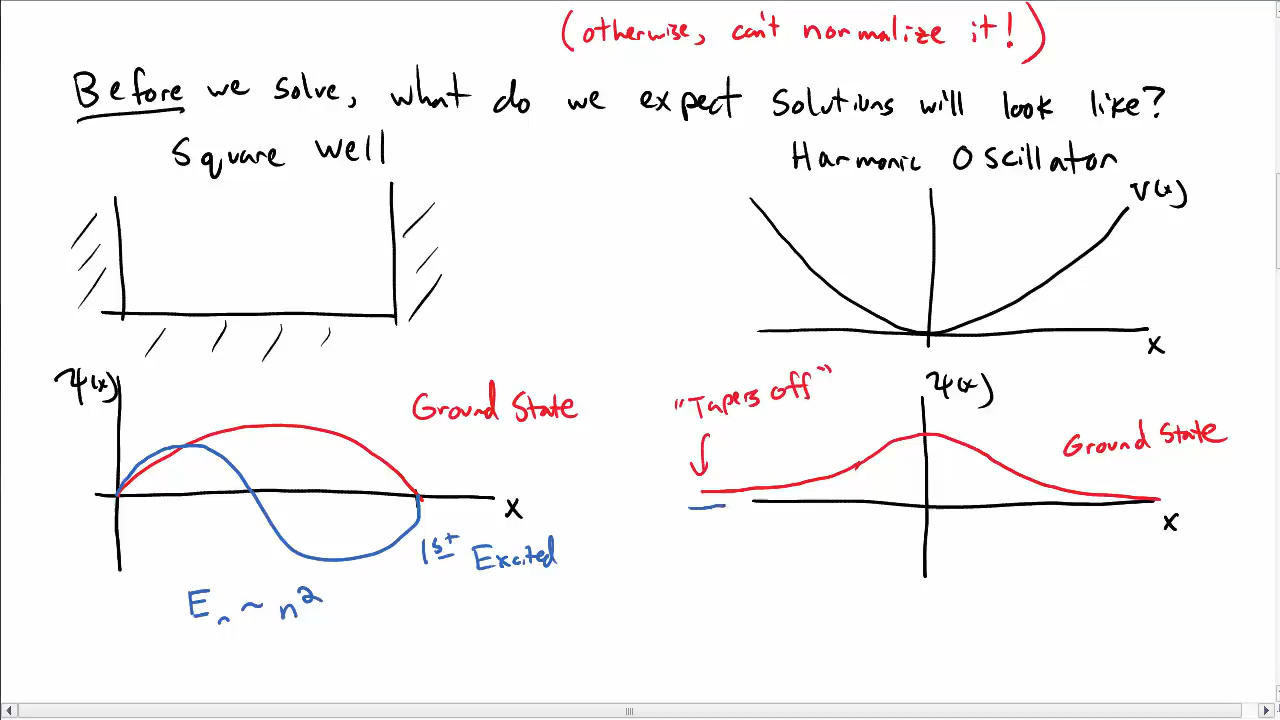 (otherwise, can't normalize it!)
Before we solve, what do we expect solutions will look like?
Square well
Harmonic Oscillator
V(x)
x
Ψ(x)
Ground State
x
1st Excited
E_n ~ n²
"Tapers off"
Ψ(x)
Ground State
x